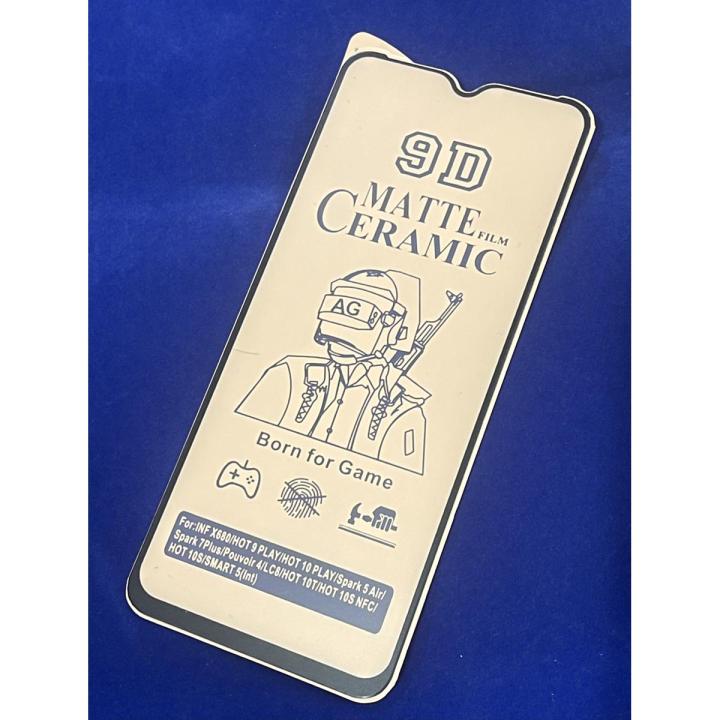 9D
MATTE
CERAMIC FILM
AG
Born for Game
For:INF X680/HOT 9 PLAY/HOT 10 PLAY/Spark 5 Air/
Spark 7Plus/Pouvoir 4/LC8/HOT 10T/HOT 10S NFC/
HOT 10S/SMART 5(Int)